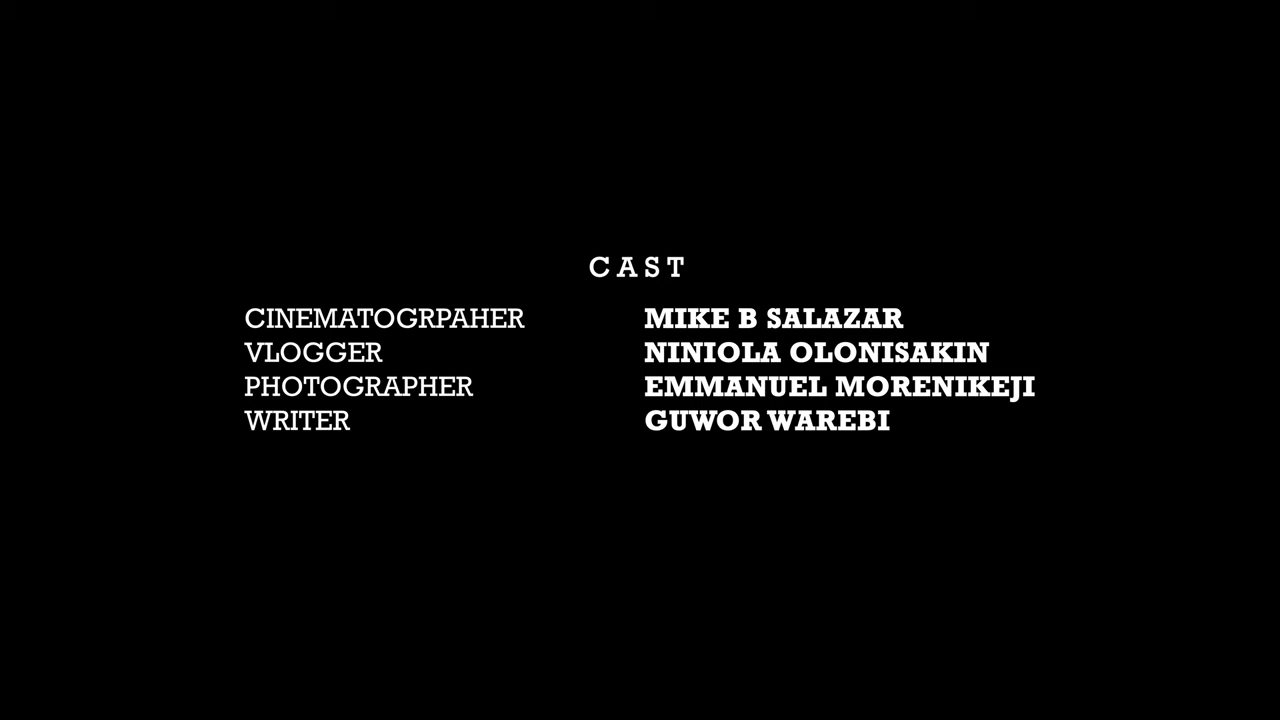 CAST
CINEMATOGRPAHER MIKE B SALAZAR
VLOGGER NINIOLA OLONISAKIN
PHOTOGRAPHER EMMANUEL MORENIKEJI
WRITER GUWOR WAREBI